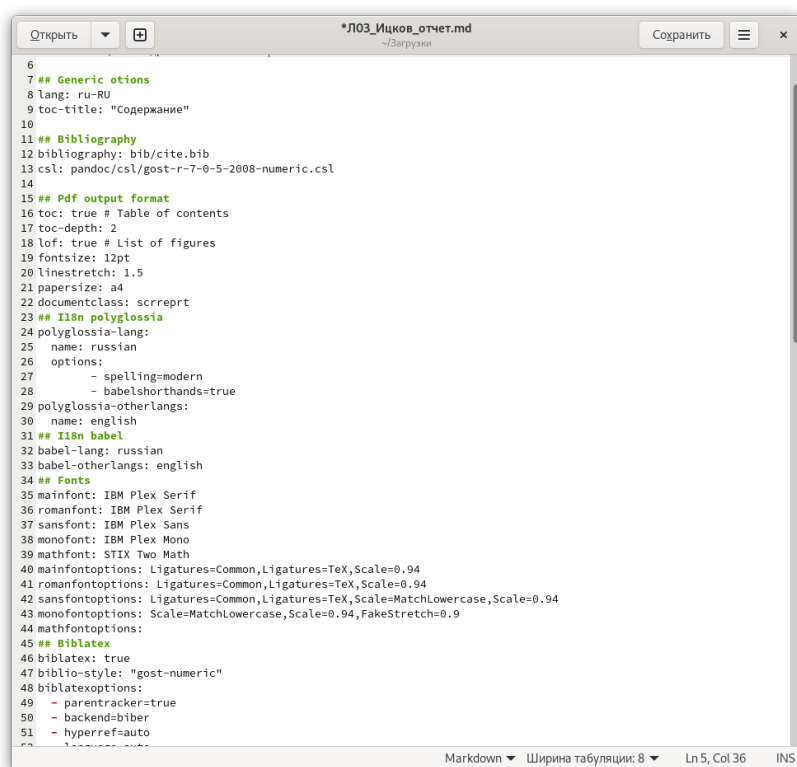 Открыть
*Л03_Ицков_отчет.md
~/Загрузки
Сохранить
6
7 ## Generic otions
8 lang: ru-RU
9 toc-title: "Содержание"
10
11 ## Bibliography
12 bibliography: bib/cite.bib
13 csl: pandoc/csl/gost-r-7-0-5-2008-numeric.csl
14
15 ## Pdf output format
16 toc: true # Table of contents
17 toc-depth: 2
18 lof: true # List of figures
19 fontsize: 12pt
20 linestretch: 1.5
21 papersize: a4
22 documentclass: scrreprt
23 ## I18n polyglossia
24 polyglossia-lang:
25   name: russian
26   options:
27         - spelling=modern
28         - babelshorthands=true
29 polyglossia-otherlangs:
30   name: english
31 ## I18n babel
32 babel-lang: russian
33 babel-otherlangs: english
34 ## Fonts
35 mainfont: IBM Plex Serif
36 romanfont: IBM Plex Serif
37 sansfont: IBM Plex Sans
38 monofont: IBM Plex Mono
39 mathfont: STIX Two Math
40 mainfontoptions: Ligatures=Common,Ligatures=TeX,Scale=0.94
41 romanfontoptions: Ligatures=Common,Ligatures=TeX,Scale=0.94
42 sansfontoptions: Ligatures=Common,Ligatures=TeX,Scale=MatchLowercase,Scale=0.94
43 monofontoptions: Scale=MatchLowercase,Scale=0.94,FakeStretch=0.9
44 mathfontoptions:
45 ## Biblatex
46 biblatex: true
47 biblio-style: "gost-numeric"
48 biblatexoptions:
49   - parentracker=true
50   - backend=biber
51   - hyperref=auto
Markdown Ширина табуляции: 8 Ln 5, Col 36 INS